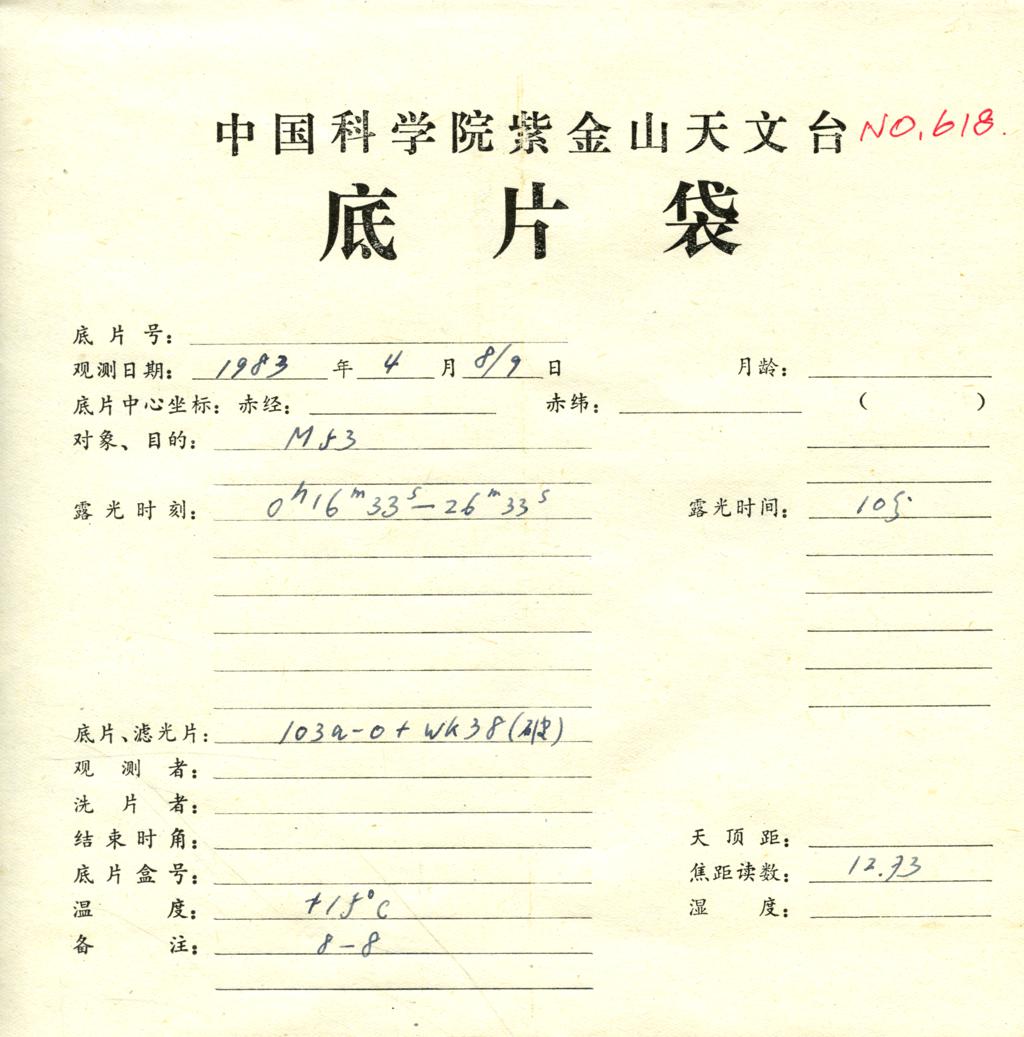 中国科学院紫金山天文台 NO.618.
底片袋
底片号:
观测日期: 1983 年 4 月 8/9 日 月龄:
底片中心坐标: 赤经: 赤纬: ( )
对象、目的: M53
露光时刻: 0h16m33s—26m33s 露光时间: 10分
底片、滤光片: 103a-0+WK38(硬)
观测者:
洗片者:
结束时角: 天顶距:
底片盒号: 焦距读数: 12.73
温度: +15°C 湿度:
备注: 8-8